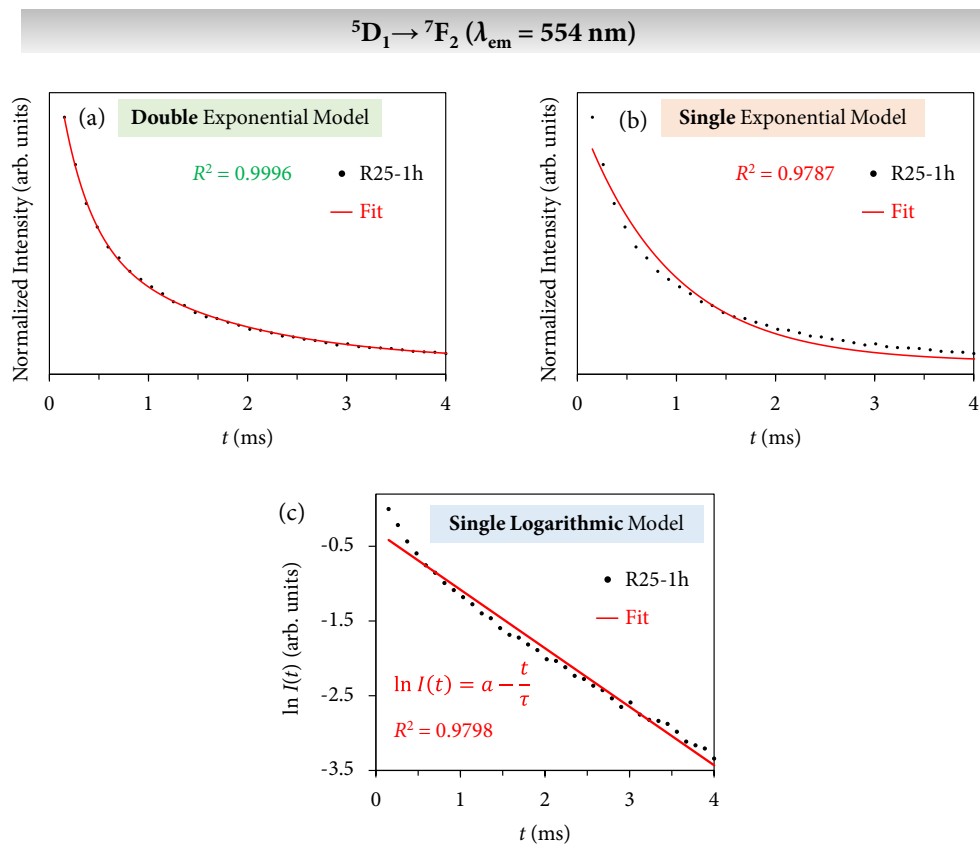 ⁵D₁→ ⁷F₂ (λem = 554 nm)
(a) Double Exponential Model
R² = 0.9996
R25-1h
Fit
Normalized Intensity (arb. units)
0 1 2 3 4
t (ms)
(b) Single Exponential Model
R² = 0.9787
R25-1h
Fit
Normalized Intensity (arb. units)
0 1 2 3 4
t (ms)
(c) Single Logarithmic Model
R25-1h
Fit
ln I(t) = a − t/τ
R² = 0.9798
ln I(t) (arb. units)
-0.5
-1.5
-2.5
-3.5
0 1 2 3 4
t (ms)